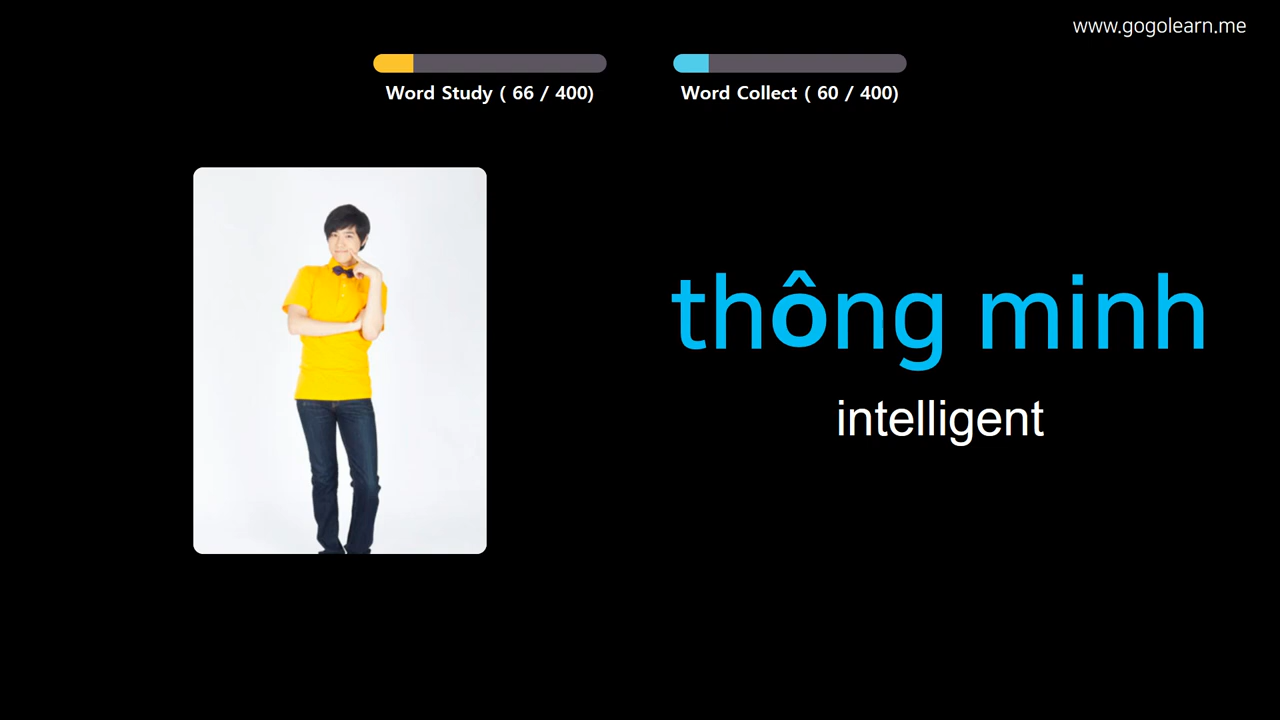 www.gogolearn.me
Word Study ( 66 / 400)
Word Collect ( 60 / 400)
thông minh
intelligent